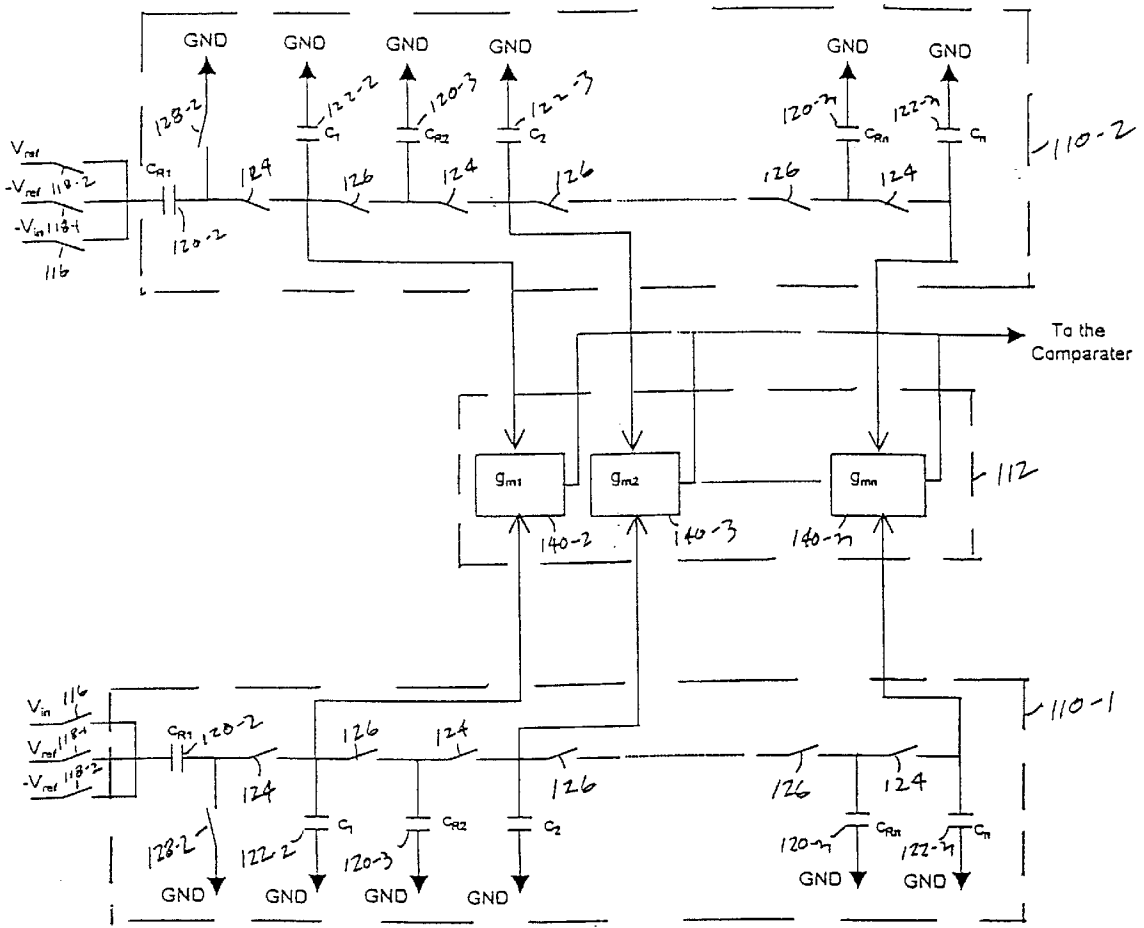 GND GND GND GND GND GND
128-2 122-2 120-3 122-3 120-n 122-n
C1 CR2 C2 CRn Cn
110-2
Vref
-Vref 118-2
-Vin 118-1
116
CR1 124 126 124 126 126 124
120-2
To the
Comparater
gm1 gm2 gmn
112
140-2 140-3 140-n
110-1
Vin 116
Vref 118-1
-Vref 118-2
CR1 120-2 126 124
124 126 126 124
C1 CR2 C2 CRn Cn
128-2 122-2 120-3 120-n 122-n
GND GND GND GND GND GND